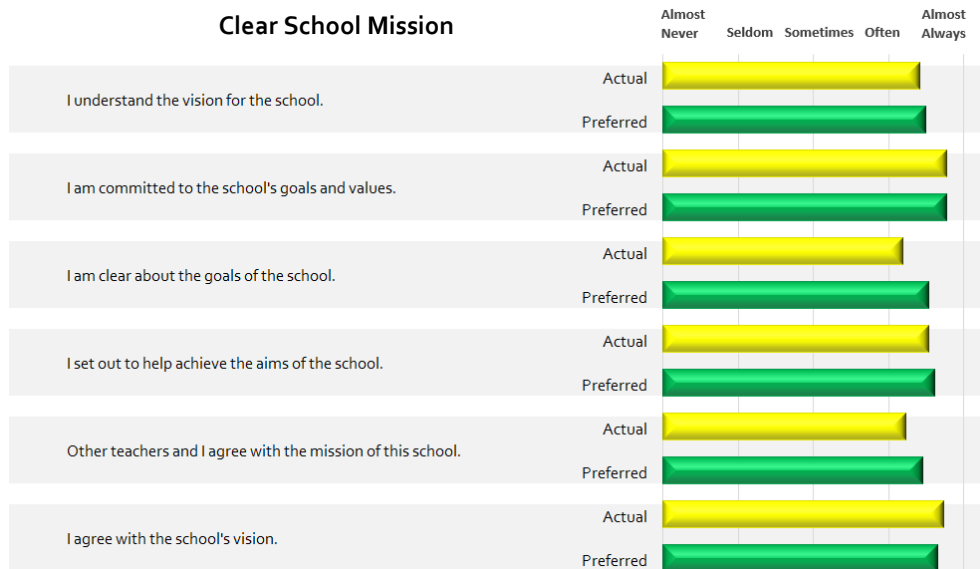 Clear School Mission
Almost Never Seldom Sometimes Often Almost Always
I understand the vision for the school.
Actual
Preferred
I am committed to the school's goals and values.
Actual
Preferred
I am clear about the goals of the school.
Actual
Preferred
I set out to help achieve the aims of the school.
Actual
Preferred
Other teachers and I agree with the mission of this school.
Actual
Preferred
I agree with the school's vision.
Actual
Preferred